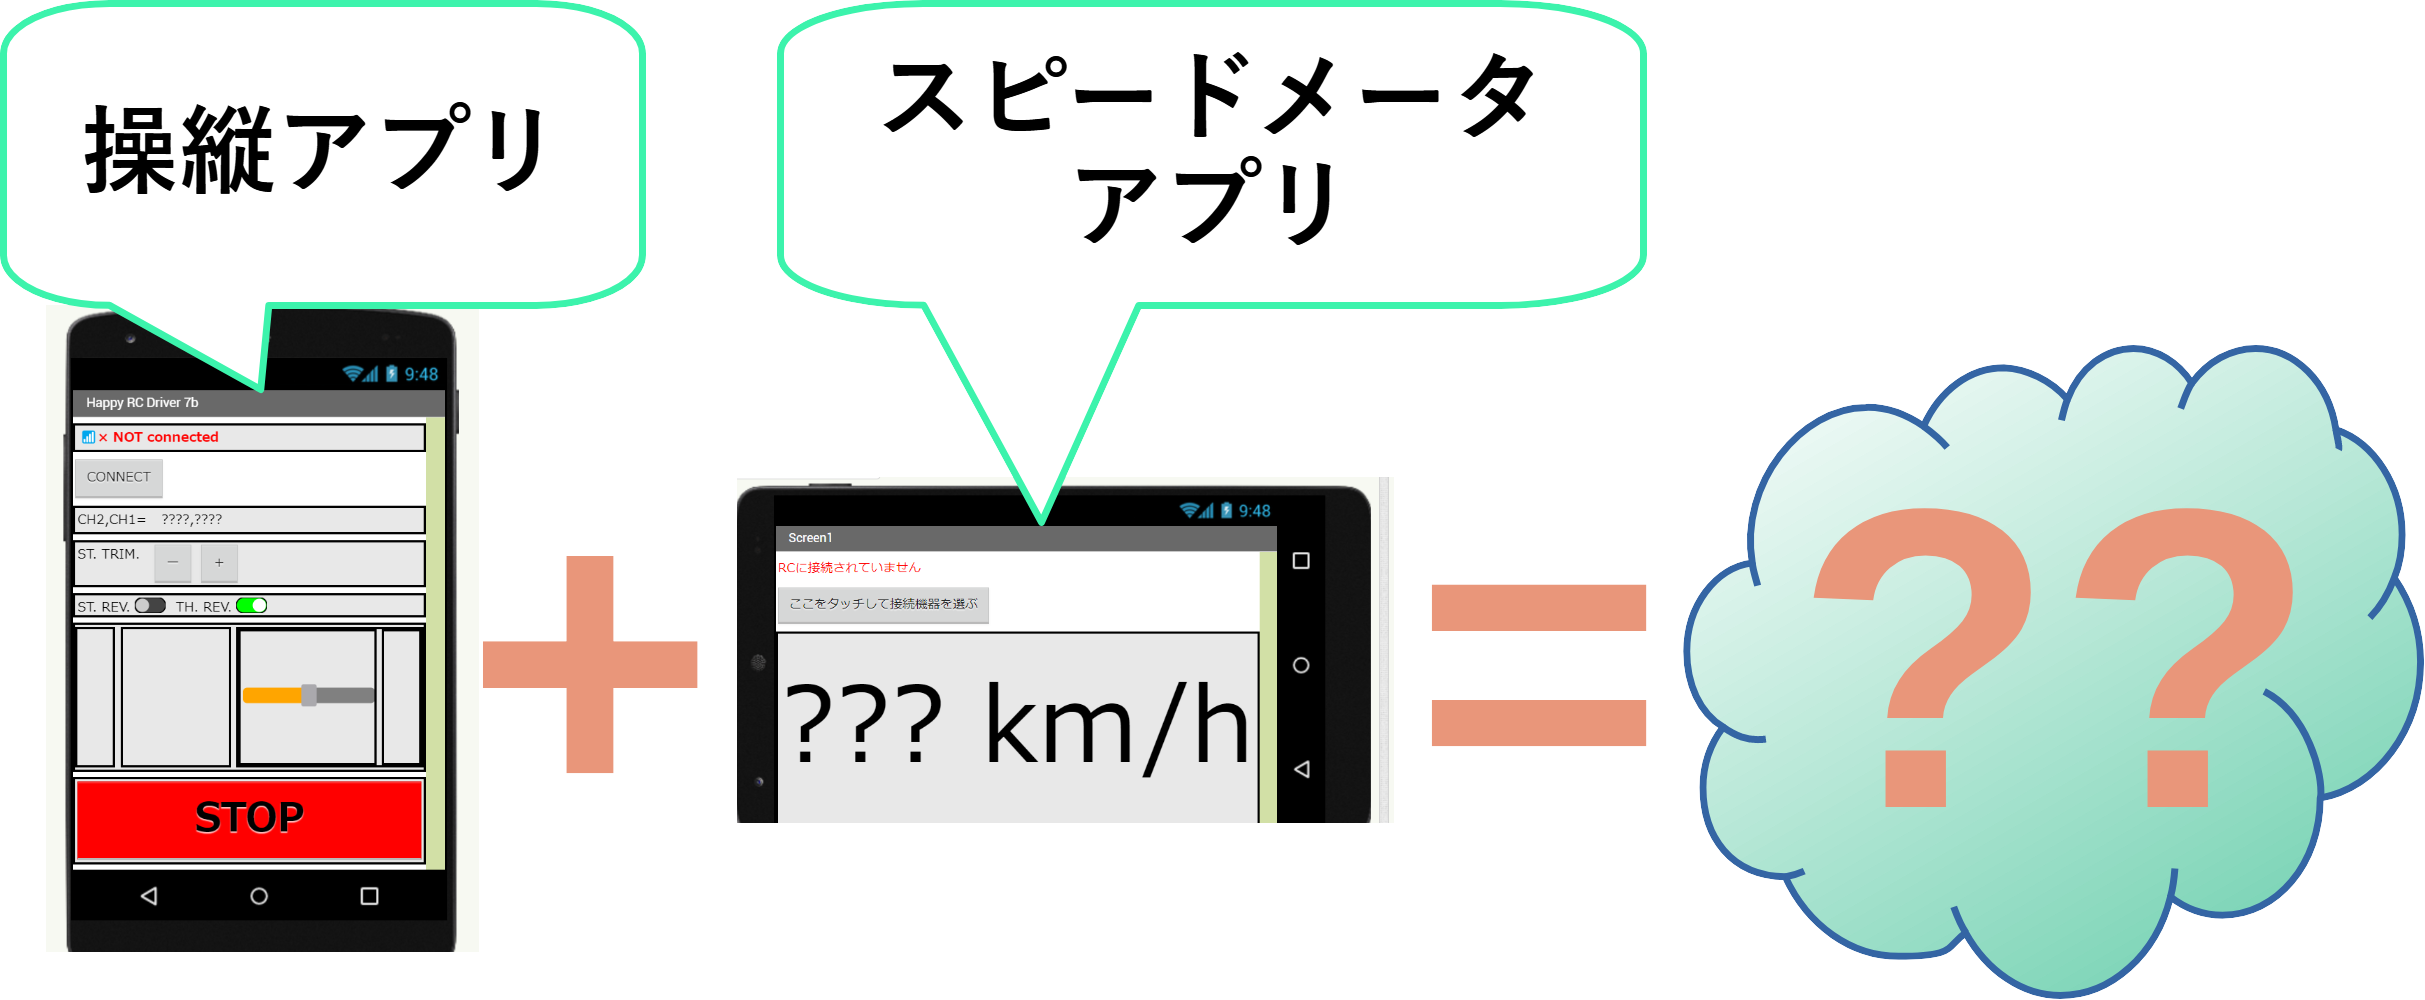 操縦アプリ
スピードメータ
アプリ
9:48
Happy RC Driver 7b
× NOT connected
CONNECT
CH2,CH1= ????,????
ST. TRIM. － +
ST. REV. TH. REV.
STOP
+
9:48
Screen1
RCに接続されていません
ここをタッチして接続機器を選ぶ
??? km/h
=
??